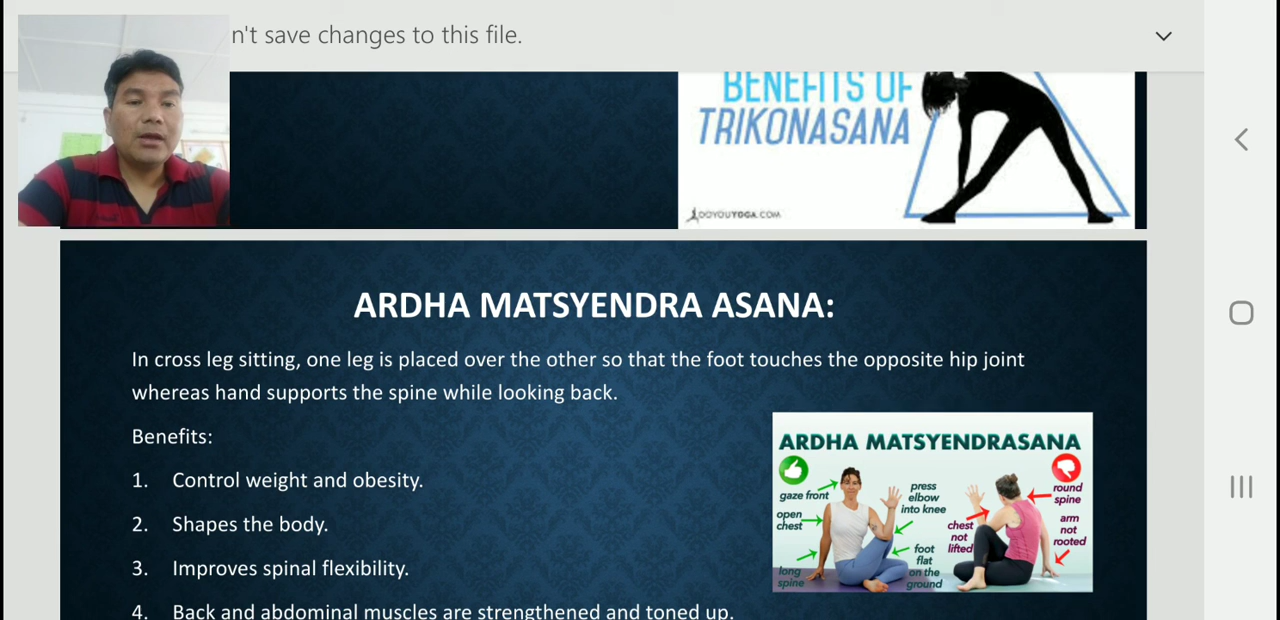 n't save changes to this file.
BENEFITS OF
TRIKONASANA
DOYOUYOGA.COM
ARDHA MATSYENDRA ASANA:
In cross leg sitting, one leg is placed over the other so that the foot touches the opposite hip joint
whereas hand supports the spine while looking back.
Benefits:
1. Control weight and obesity.
2. Shapes the body.
3. Improves spinal flexibility.
4. Back and abdominal muscles are strengthened and toned up.
ARDHA MATSYENDRASANA
gaze front
open
chest
long
spine
press
elbow
into knee
foot
flat
on the
ground
chest
not
lifted
round
spine
arm
not
rooted